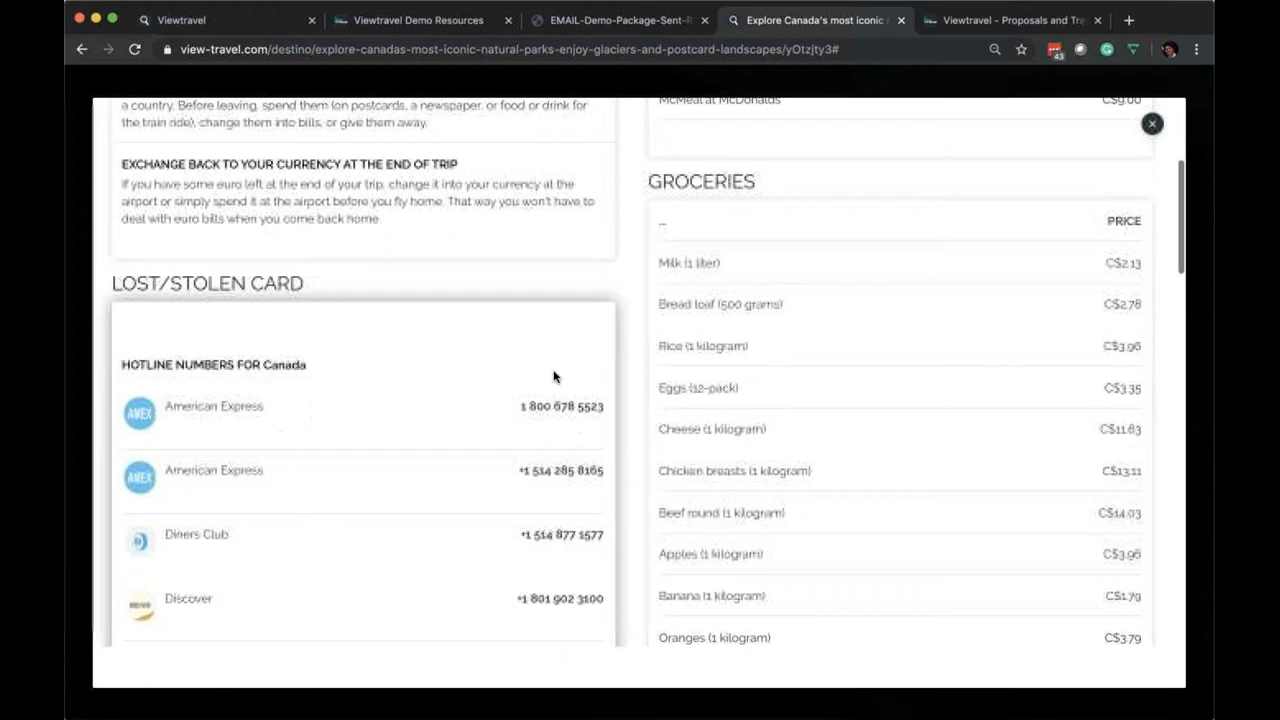 Viewtravel
Viewtravel Demo Resources
EMAIL-Demo-Package-Sent-
Explore Canada's most iconic
Viewtravel - Proposals and Tra
view-travel.com/destino/explore-canadas-most-iconic-natural-parks-enjoy-glaciers-and-postcard-landscapes/yOtzjty3#
43
a country. Before leaving, spend them (on postcards, a newspaper, or food or drink for
the train ride), change them into bills, or give them away.
EXCHANGE BACK TO YOUR CURRENCY AT THE END OF TRIP
If you have some euro left at the end of your trip, change it into your currency at the
airport or simply spend it at the airport before you fly home. That way you won't have to
deal with euro bills when you come back home.
LOST/STOLEN CARD
HOTLINE NUMBERS FOR Canada
AMEX American Express 1 800 678 5523
AMEX American Express +1 514 285 8165
Diners Club +1 514 877 1577
Discover +1 801 902 3100
McMeal at McDonalds C$9.00
GROCERIES
... PRICE
Milk (1 liter) C$2.13
Bread loaf (500 grams) C$2.78
Rice (1 kilogram) C$3.96
Eggs (12-pack) C$3.35
Cheese (1 kilogram) C$11.63
Chicken breasts (1 kilogram) C$13.11
Beef round (1 kilogram) C$14.03
Apples (1 kilogram) C$3.96
Banana (1 kilogram) C$1.79
Oranges (1 kilogram) C$3.79